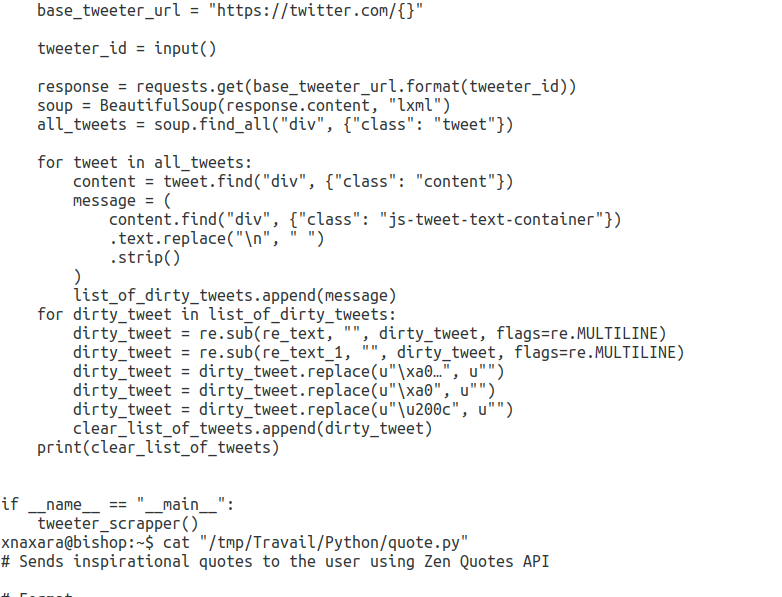 base_tweeter_url = "https://twitter.com/{}"

    tweeter_id = input()

    response = requests.get(base_tweeter_url.format(tweeter_id))
    soup = BeautifulSoup(response.content, "lxml")
    all_tweets = soup.find_all("div", {"class": "tweet"})

    for tweet in all_tweets:
        content = tweet.find("div", {"class": "content"})
        message = (
            content.find("div", {"class": "js-tweet-text-container"})
            .text.replace("\n", " ")
            .strip()
        )
        list_of_dirty_tweets.append(message)
    for dirty_tweet in list_of_dirty_tweets:
        dirty_tweet = re.sub(re_text, "", dirty_tweet, flags=re.MULTILINE)
        dirty_tweet = re.sub(re_text_1, "", dirty_tweet, flags=re.MULTILINE)
        dirty_tweet = dirty_tweet.replace(u"\xa0…", u"")
        dirty_tweet = dirty_tweet.replace(u"\xa0", u"")
        dirty_tweet = dirty_tweet.replace(u"\u200c", u"")
        clear_list_of_tweets.append(dirty_tweet)
    print(clear_list_of_tweets)


if __name__ == "__main__":
    tweeter_scrapper()
xnaxara@bishop:~$ cat "/tmp/Travail/Python/quote.py"
# Sends inspirational quotes to the user using Zen Quotes API

# Format